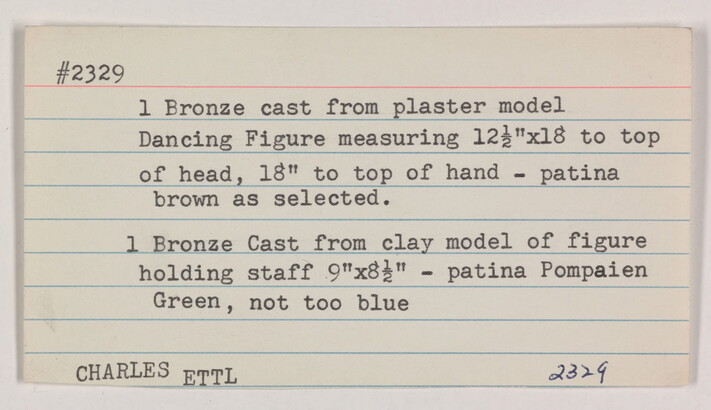 #2329
1 Bronze cast from plaster model
Dancing Figure measuring 12½"x18 to top
of head, 18" to top of hand - patina
brown as selected.
1 Bronze Cast from clay model of figure
holding staff 9"x8½" - patina Pompaien
Green, not too blue
CHARLES ETTL 2329